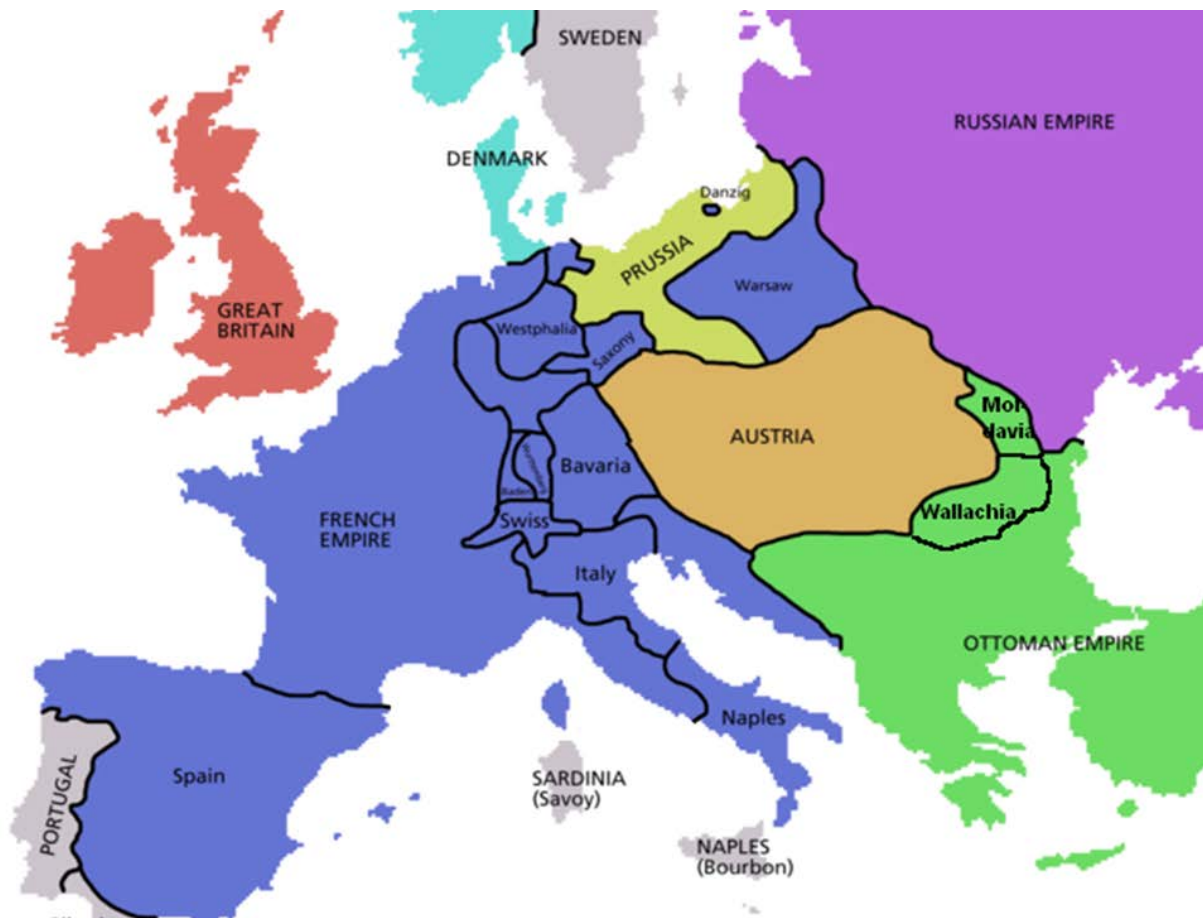 SWEDEN
RUSSIAN EMPIRE
DENMARK
Danzig
PRUSSIA
Warsaw
GREAT
BRITAIN
Westphalia
Saxony
Mol-
davia
AUSTRIA
Bavaria
Baden
Swiss
Wallachia
FRENCH
EMPIRE
Italy
OTTOMAN EMPIRE
Naples
Spain
PORTUGAL
SARDINIA
(Savoy)
NAPLES
(Bourbon)